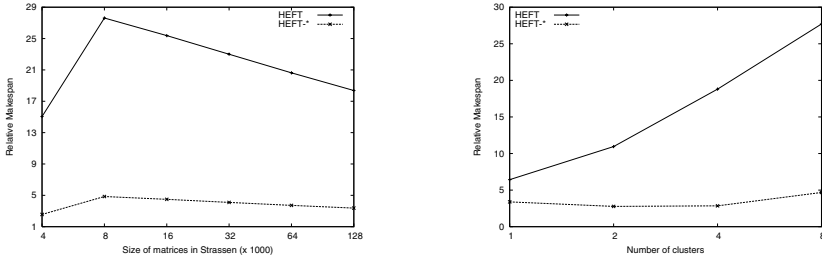 29
25
21
17
13
9
5
1
Relative Makespan
HEFT
HEFT-*
4 8 16 32 64 128
Size of matrices in Strassen (x 1000)
30
25
20
15
10
5
0
Relative Makespan
HEFT
HEFT-*
1 2 4 8
Number of clusters